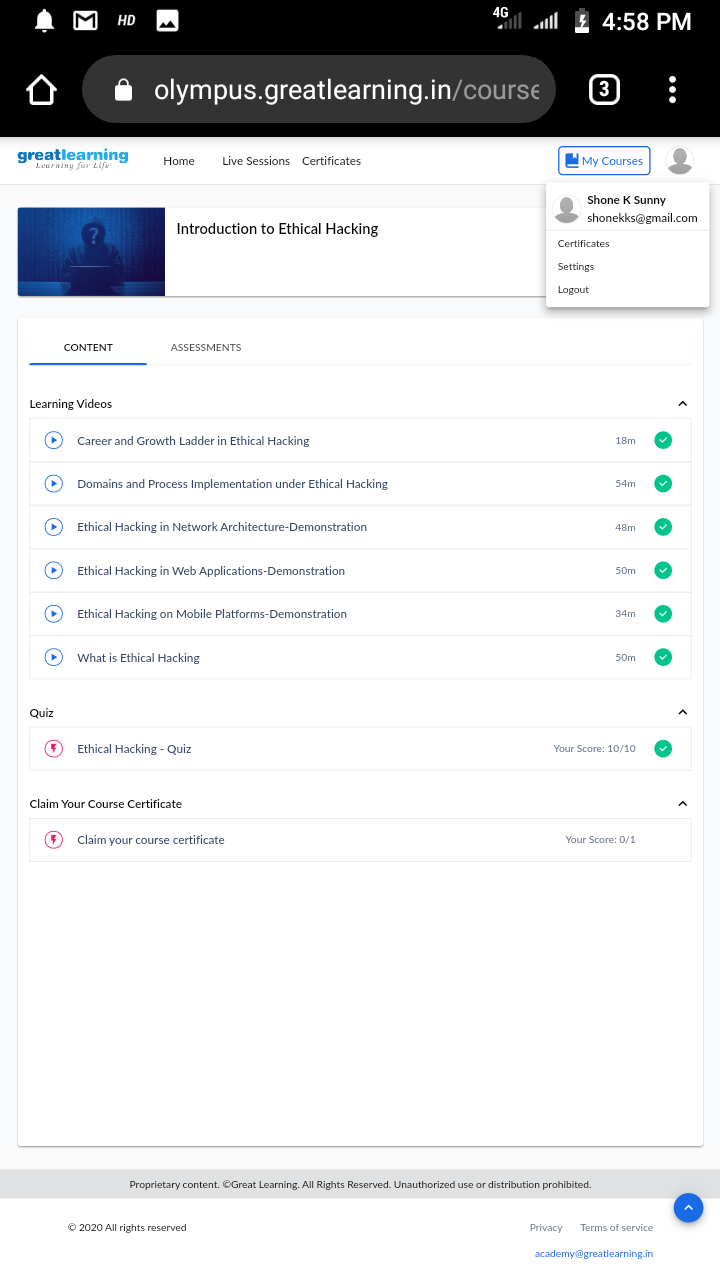 HD 4G 4:58 PM
olympus.greatlearning.in/course 3
greatlearning
Learning for Life
Home Live Sessions Certificates My Courses
Shone K Sunny
shonekks@gmail.com
Certificates
Settings
Logout
Introduction to Ethical Hacking
CONTENT ASSESSMENTS
Learning Videos
Career and Growth Ladder in Ethical Hacking 18m
Domains and Process Implementation under Ethical Hacking 54m
Ethical Hacking in Network Architecture-Demonstration 48m
Ethical Hacking in Web Applications-Demonstration 50m
Ethical Hacking on Mobile Platforms-Demonstration 34m
What is Ethical Hacking 50m
Quiz
Ethical Hacking - Quiz Your Score: 10/10
Claim Your Course Certificate
Claim your course certificate Your Score: 0/1
Proprietary content. ©Great Learning. All Rights Reserved. Unauthorized use or distribution prohibited.
© 2020 All rights reserved Privacy Terms of service
academy@greatlearning.in